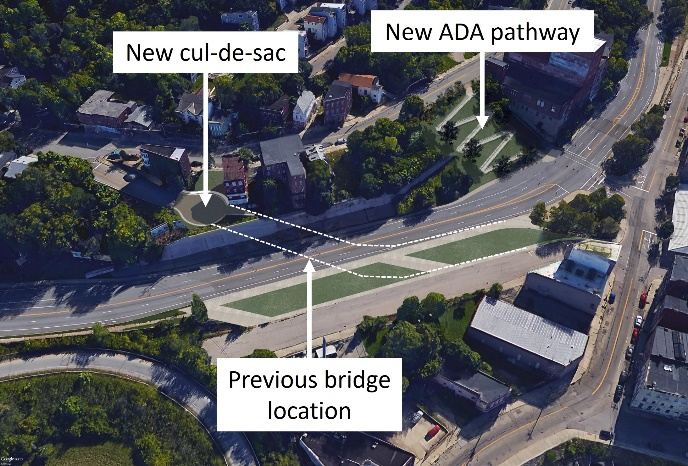 New cul-de-sac
New ADA pathway
Previous bridge
location